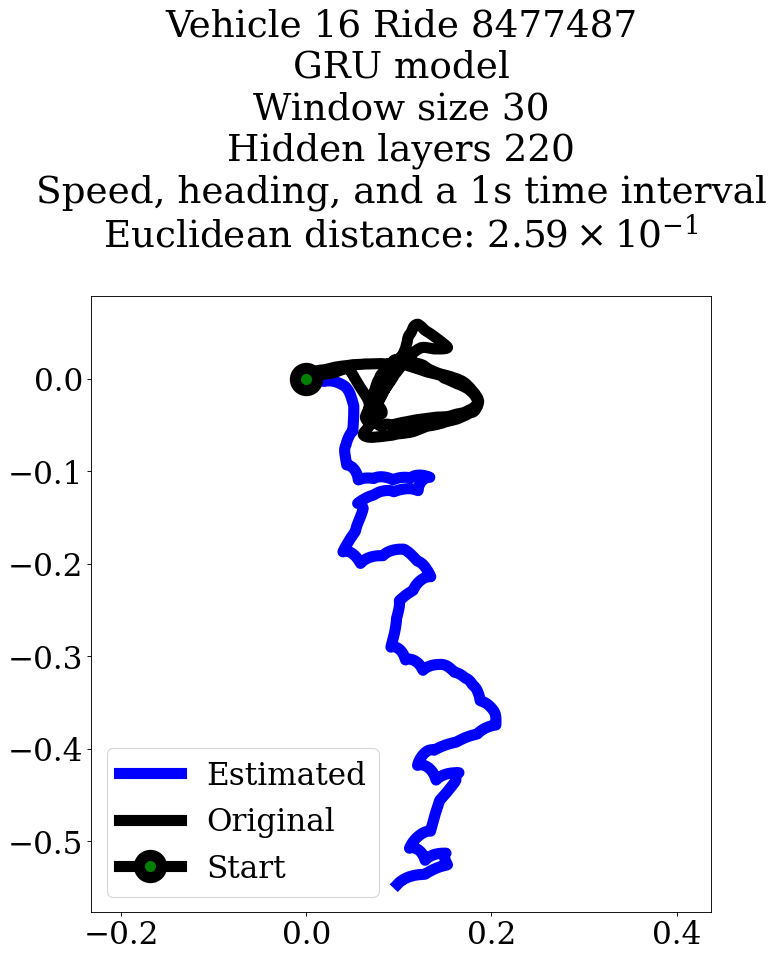 Vehicle 16 Ride 8477487
GRU model
Window size 30
Hidden layers 220
Speed, heading, and a 1s time interval
Euclidean distance: 2.59 × 10⁻¹
0.0
−0.1
−0.2
−0.3
−0.4
−0.5
Estimated
Original
Start
−0.2 0.0 0.2 0.4